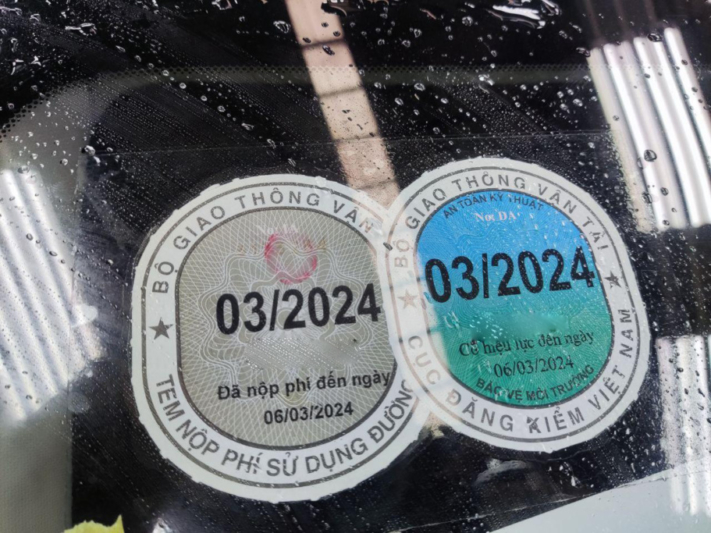 BỘ GIAO THÔNG VẬN
03/2024
Đã nộp phí đến ngày
06/03/2024
TEM NỘP PHÍ SỬ DỤNG ĐƯỜNG
BỘ GIAO THÔNG VẬN TẢI
AN TOÀN KỸ THUẬT
03/2024
Có hiệu lực đến ngày
06/03/2024
BẢO VỆ MÔI TRƯỜNG
CỤC ĐĂNG KIỂM VIỆT NAM